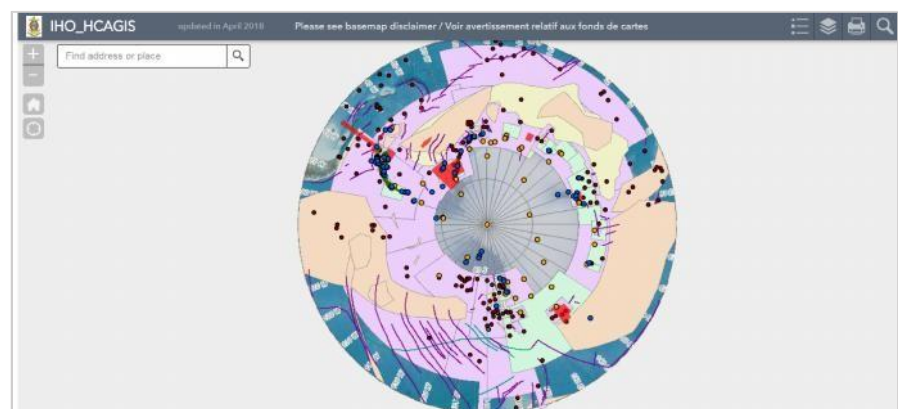 IHO_HCAGIS updated in April 2018 Please see basemap disclaimer / Voir avertissement relatif aux fonds de cartes
Find address or place